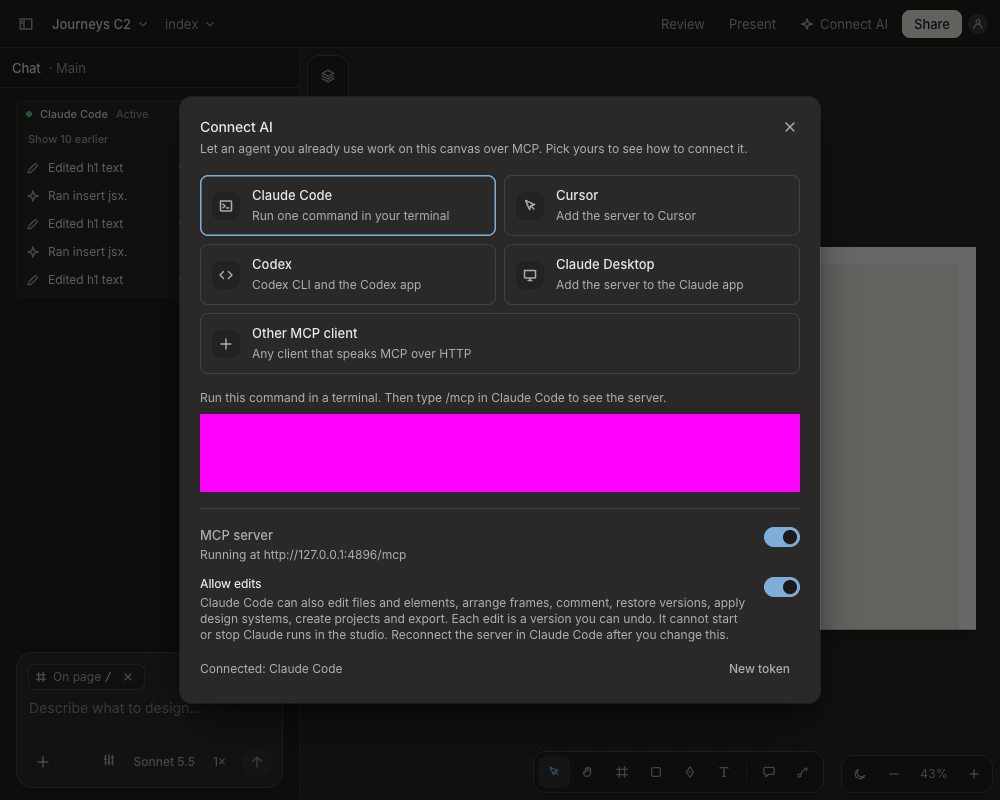 Journeys C2
index
Review
Present
Connect AI
Share
Chat · Main
Claude Code Active
Show 10 earlier
Edited h1 text
Ran insert jsx.
Edited h1 text
Ran insert jsx.
Edited h1 text
Connect AI
Let an agent you already use work on this canvas over MCP. Pick yours to see how to connect it.
Claude Code
Run one command in your terminal
Cursor
Add the server to Cursor
Codex
Codex CLI and the Codex app
Claude Desktop
Add the server to the Claude app
Other MCP client
Any client that speaks MCP over HTTP
Run this command in a terminal. Then type /mcp in Claude Code to see the server.
MCP server
Running at http://127.0.0.1:4896/mcp
Allow edits
Claude Code can also edit files and elements, arrange frames, comment, restore versions, apply
design systems, create projects and export. Each edit is a version you can undo. It cannot start
or stop Claude runs in the studio. Reconnect the server in Claude Code after you change this.
Connected: Claude Code
New token
On page /
Describe what to design...
Sonnet 5.5
1×
43%